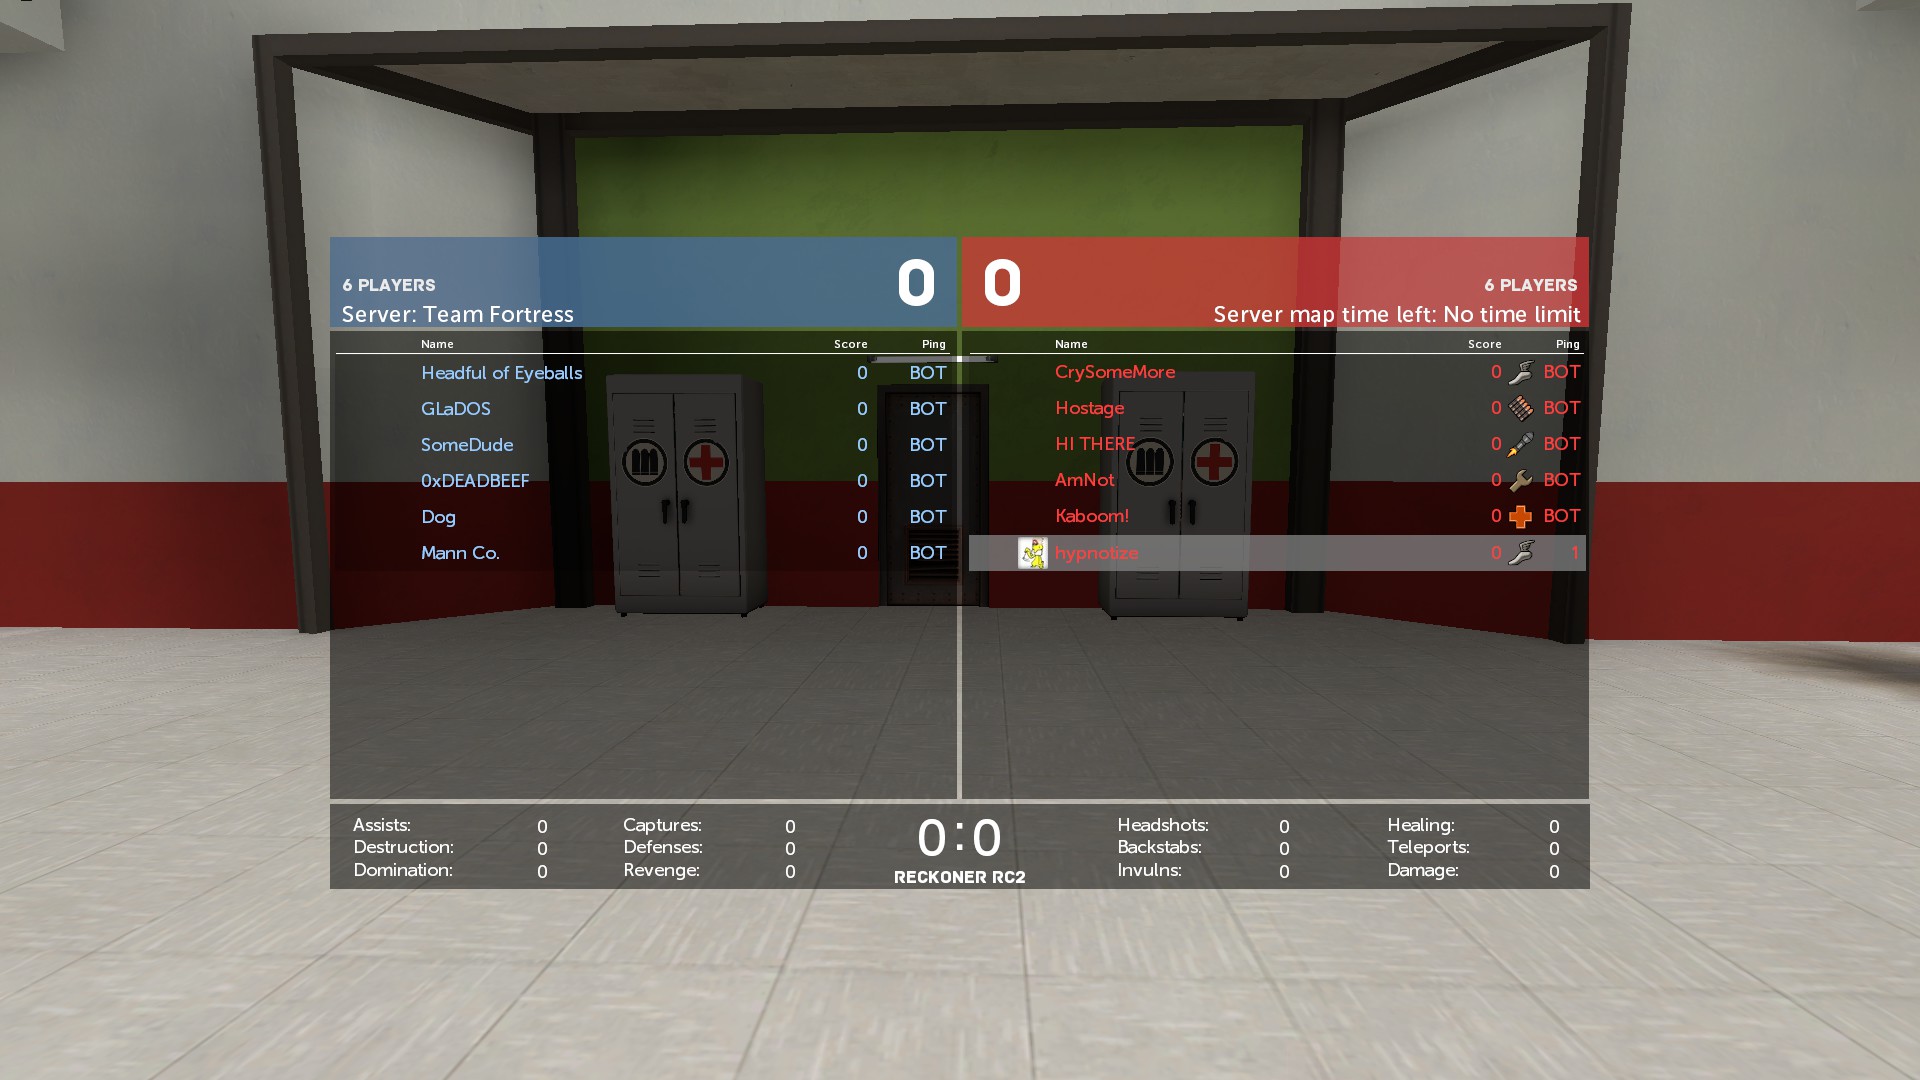 6 PLAYERS
Server: Team Fortress
0
0
6 PLAYERS
Server map time left: No time limit
Name Score Ping
Headful of Eyeballs 0 BOT
GLaDOS 0 BOT
SomeDude 0 BOT
0xDEADBEEF 0 BOT
Dog 0 BOT
Mann Co. 0 BOT
Name Score Ping
CrySomeMore 0 BOT
Hostage 0 BOT
HI THERE 0 BOT
AmNot 0 BOT
Kaboom! 0 BOT
hypnotize 0 1
Assists: 0
Destruction: 0
Domination: 0
Captures: 0
Defenses: 0
Revenge: 0
0:0
RECKONER RC2
Headshots: 0
Backstabs: 0
Invulns: 0
Healing: 0
Teleports: 0
Damage: 0